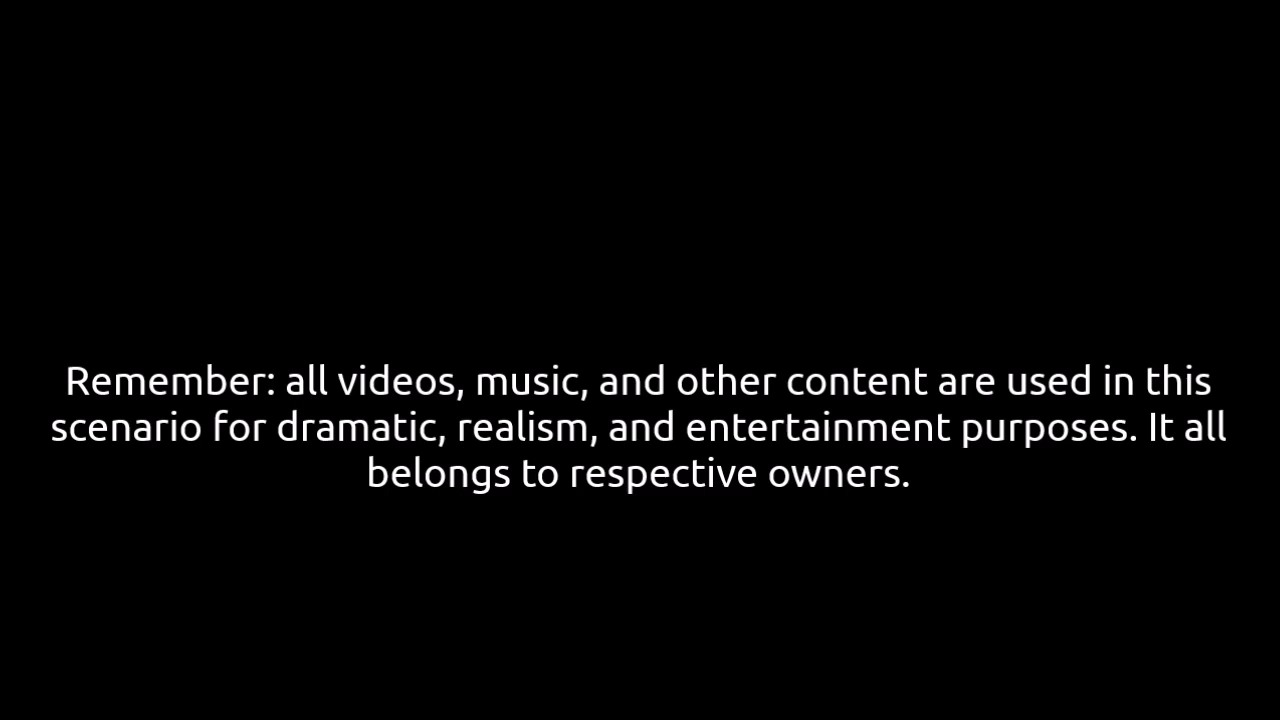 Remember: all videos, music, and other content are used in this
scenario for dramatic, realism, and entertainment purposes. It all
belongs to respective owners.